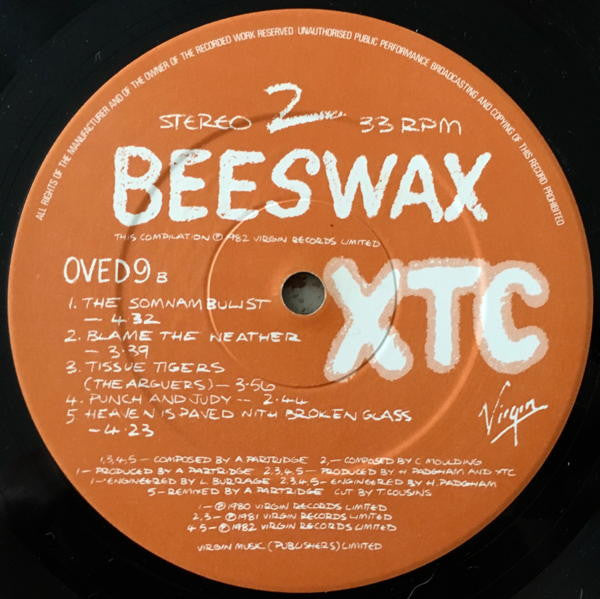 ALL RIGHTS OF THE MANUFACTURER AND OF THE OWNER OF THE RECORDED WORK RESERVED UNAUTHORISED PUBLIC PERFORMANCE BROADCASTING AND COPYING OF THIS RECORD PROHIBITED
STEREO 2 33 RPM
BEESWAX
THIS COMPILATION ℗ 1982 VIRGIN RECORDS LIMITED
OVED 9 B
XTC
1. THE SOMNAMBULIST
— 4.32
2. BLAME THE WEATHER
— 3.39
3. TISSUE TIGERS
(THE ARGUERS) — 3.56
4. PUNCH AND JUDY -- 2.44
5 HEAVEN IS PAVED WITH BROKEN GLASS
— 4.23
Virgin
1,3,4,5 — COMPOSED BY A PARTRIDGE 2, — COMPOSED BY C MOULDING
1 — PRODUCED BY A PARTRIDGE 2,3,4,5 — PRODUCED BY H PADGHAM AND XTC
1 — ENGINEERED BY L. BURRAGE 2,3,4,5 — ENGINEERED BY H. PADGHAM
5 — REMIXED BY A PARTRIDGE CUT BY T. COUSINS
1 — ℗ 1980 VIRGIN RECORDS LIMITED
2,3 — ℗ 1981 VIRGIN RECORDS LIMITED
4 5 — ℗ 1982 VIRGIN RECORDS LIMITED
VIRGIN MUSIC (PUBLISHERS) LIMITED